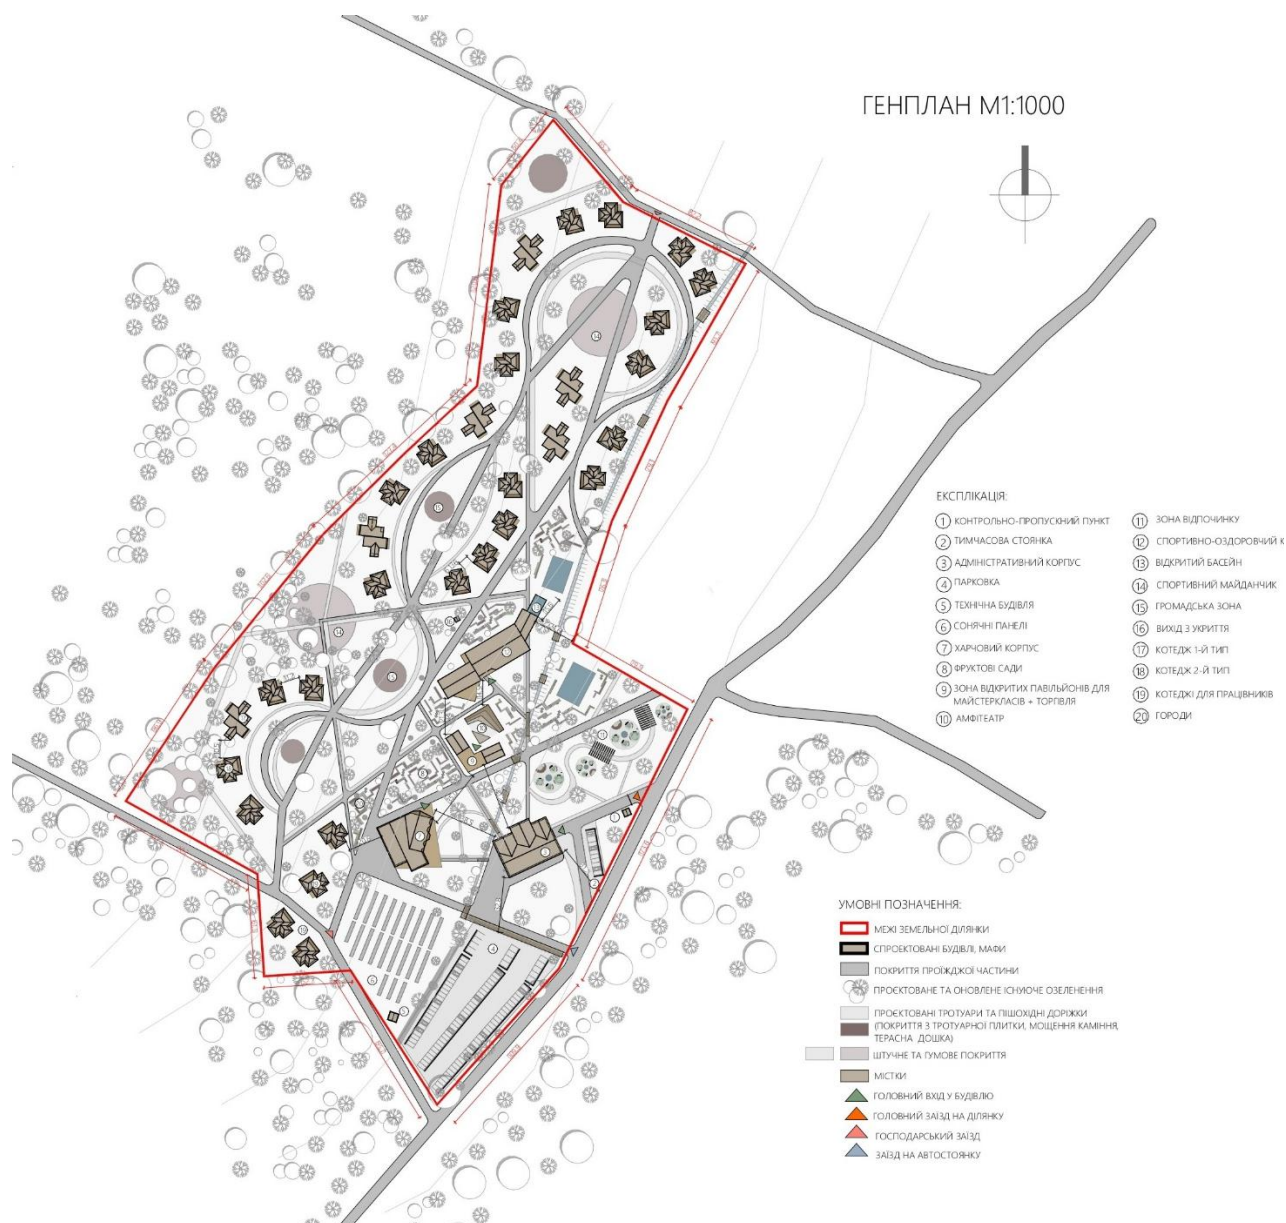 ГЕНПЛАН М1:1000
ЕКСПЛІКАЦІЯ:
1 КОНТРОЛЬНО-ПРОПУСКНИЙ ПУНКТ
2 ТИМЧАСОВА СТОЯНКА
3 АДМІНІСТРАТИВНИЙ КОРПУС
4 ПАРКОВКА
5 ТЕХНІЧНА БУДІВЛЯ
6 СОНЯЧНІ ПАНЕЛІ
7 ХАРЧОВИЙ КОРПУС
8 ФРУКТОВІ САДИ
9 ЗОНА ВІДКРИТИХ ПАВІЛЬЙОНІВ ДЛЯ
МАЙСТЕРКЛАСІВ + ТОРГІВЛЯ
10 АМФІТЕАТР
11 ЗОНА ВІДПОЧИНКУ
12 СПОРТИВНО-ОЗДОРОВЧИЙ К
13 ВІДКРИТИЙ БАСЕЙН
14 СПОРТИВНИЙ МАЙДАНЧИК
15 ГРОМАДСЬКА ЗОНА
16 ВИХІД З УКРИТТЯ
17 КОТЕДЖ 1-Й ТИП
18 КОТЕДЖ 2-Й ТИП
19 КОТЕДЖІ ДЛЯ ПРАЦІВНИКІВ
20 ГОРОДИ
УМОВНІ ПОЗНАЧЕННЯ:
МЕЖІ ЗЕМЕЛЬНОЇ ДІЛЯНКИ
СПРОЕКТОВАНІ БУДІВЛІ, МАФИ
ПОКРИТТЯ ПРОЇЖДЖОЇ ЧАСТИНИ
ПРОЄКТОВАНЕ ТА ОНОВЛЕНЕ ІСНУЮЧЕ ОЗЕЛЕНЕННЯ
ПРОЄКТОВАНІ ТРОТУАРИ ТА ПІШОХІДНІ ДОРІЖКИ
(ПОКРИТТЯ З ТРОТУАРНОЇ ПЛИТКИ, МОЩЕННЯ КАМІННЯ,
ТЕРАСНА ДОШКА)
ШТУЧНЕ ТА ГУМОВЕ ПОКРИТТЯ
МІСТКИ
ГОЛОВНИЙ ВХІД У БУДІВЛЮ
ГОЛОВНИЙ ЗАЇЗД НА ДІЛЯНКУ
ГОСПОДАРСЬКИЙ ЗАЇЗД
ЗАЇЗД НА АВТОСТОЯНКУ